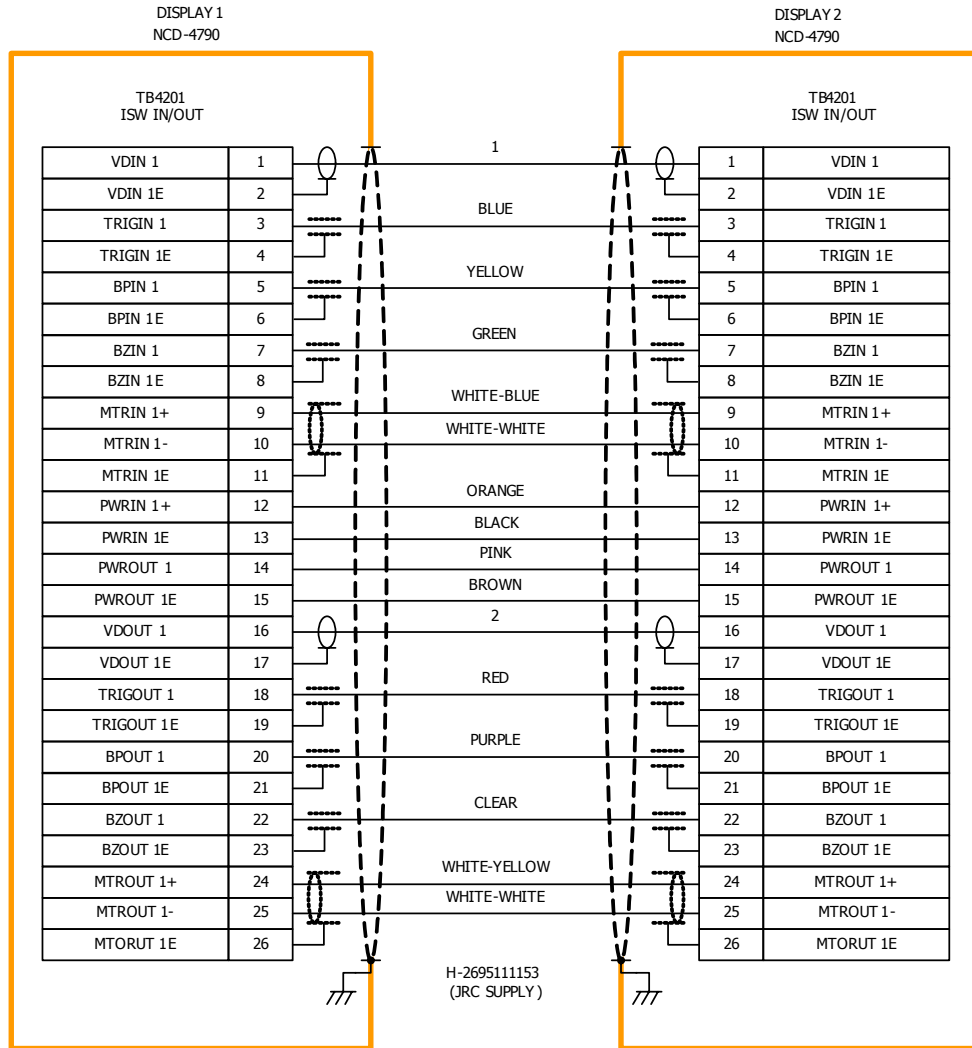 DISPLAY 1
NCD-4790
DISPLAY 2
NCD-4790
TB4201
ISW IN/OUT
TB4201
ISW IN/OUT
VDIN 1 1 1 1 VDIN 1
VDIN 1E 2 2 VDIN 1E
TRIGIN 1 3 BLUE 3 TRIGIN 1
TRIGIN 1E 4 4 TRIGIN 1E
BPIN 1 5 YELLOW 5 BPIN 1
BPIN 1E 6 6 BPIN 1E
BZIN 1 7 GREEN 7 BZIN 1
BZIN 1E 8 8 BZIN 1E
MTRIN 1+ 9 WHITE-BLUE 9 MTRIN 1+
MTRIN 1- 10 WHITE-WHITE 10 MTRIN 1-
MTRIN 1E 11 11 MTRIN 1E
PWRIN 1+ 12 ORANGE 12 PWRIN 1+
PWRIN 1E 13 BLACK 13 PWRIN 1E
PWROUT 1 14 PINK 14 PWROUT 1
PWROUT 1E 15 BROWN 15 PWROUT 1E
VDOUT 1 16 2 16 VDOUT 1
VDOUT 1E 17 17 VDOUT 1E
TRIGOUT 1 18 RED 18 TRIGOUT 1
TRIGOUT 1E 19 19 TRIGOUT 1E
BPOUT 1 20 PURPLE 20 BPOUT 1
BPOUT 1E 21 21 BPOUT 1E
BZOUT 1 22 CLEAR 22 BZOUT 1
BZOUT 1E 23 23 BZOUT 1E
MTROUT 1+ 24 WHITE-YELLOW 24 MTROUT 1+
MTROUT 1- 25 WHITE-WHITE 25 MTROUT 1-
MTORUT 1E 26 26 MTORUT 1E
H-2695111153
(JRC SUPPLY)